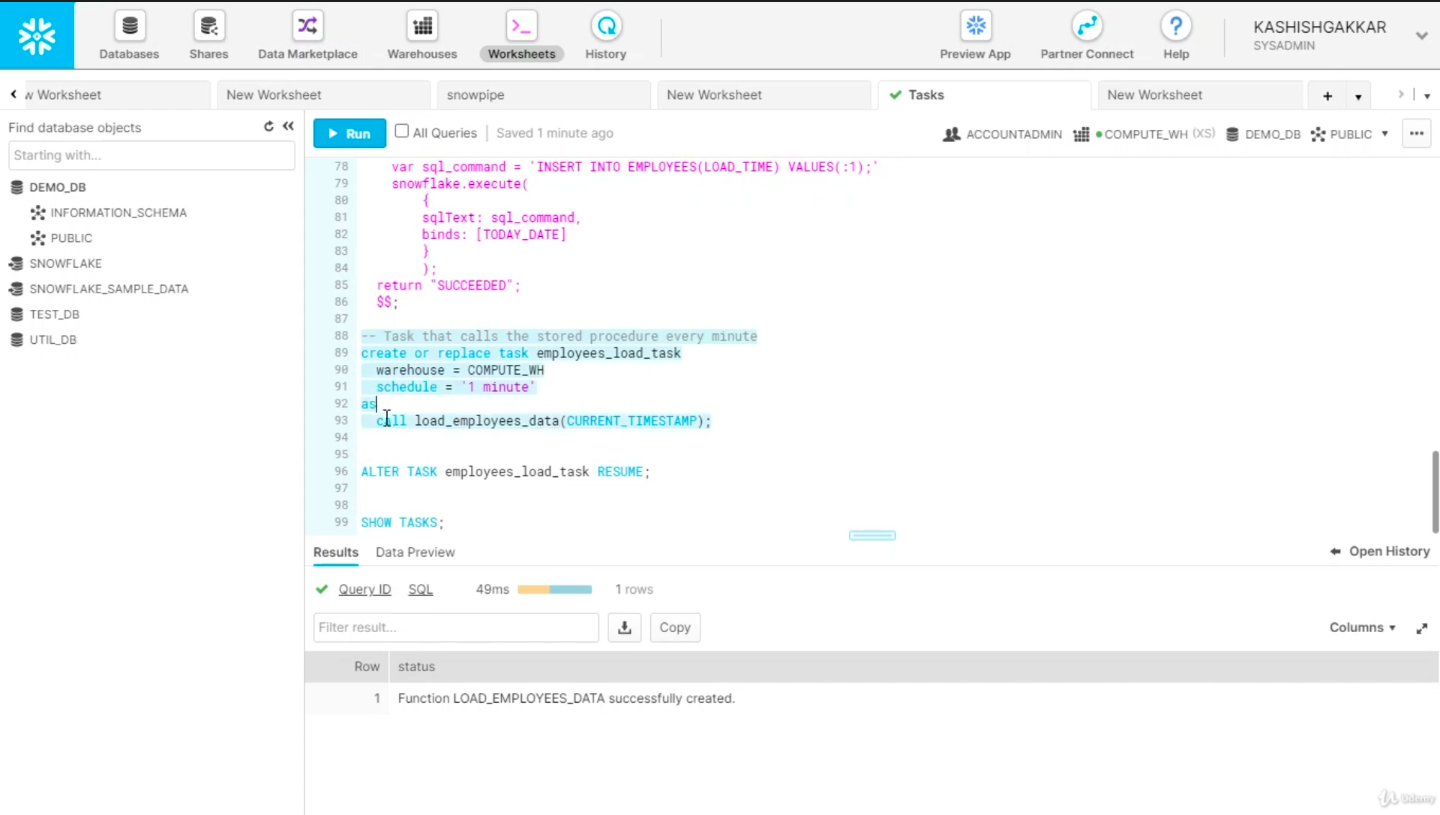 Databases
Shares
Data Marketplace
Warehouses
Worksheets
History
Preview App
Partner Connect
Help
KASHISHGAKKAR
SYSADMIN
w Worksheet
New Worksheet
snowpipe
New Worksheet
Tasks
New Worksheet
Find database objects
Starting with...
DEMO_DB
INFORMATION_SCHEMA
PUBLIC
SNOWFLAKE
SNOWFLAKE_SAMPLE_DATA
TEST_DB
UTIL_DB
Run
All Queries
Saved 1 minute ago
ACCOUNTADMIN
COMPUTE_WH (XS)
DEMO_DB
PUBLIC
78 var sql_command = 'INSERT INTO EMPLOYEES(LOAD_TIME) VALUES(:1);'
79 snowflake.execute(
80 {
81 sqlText: sql_command,
82 binds: [TODAY_DATE]
83 }
84 );
85 return "SUCCEEDED";
86 $$;
87
88 -- Task that calls the stored procedure every minute
89 create or replace task employees_load_task
90 warehouse = COMPUTE_WH
91 schedule = '1 minute'
92 as
93 call load_employees_data(CURRENT_TIMESTAMP);
94
95
96 ALTER TASK employees_load_task RESUME;
97
98
99 SHOW TASKS;
Results
Data Preview
Open History
Query ID
SQL
49ms
1 rows
Filter result...
Copy
Columns
Row status
1 Function LOAD_EMPLOYEES_DATA successfully created.
Udemy